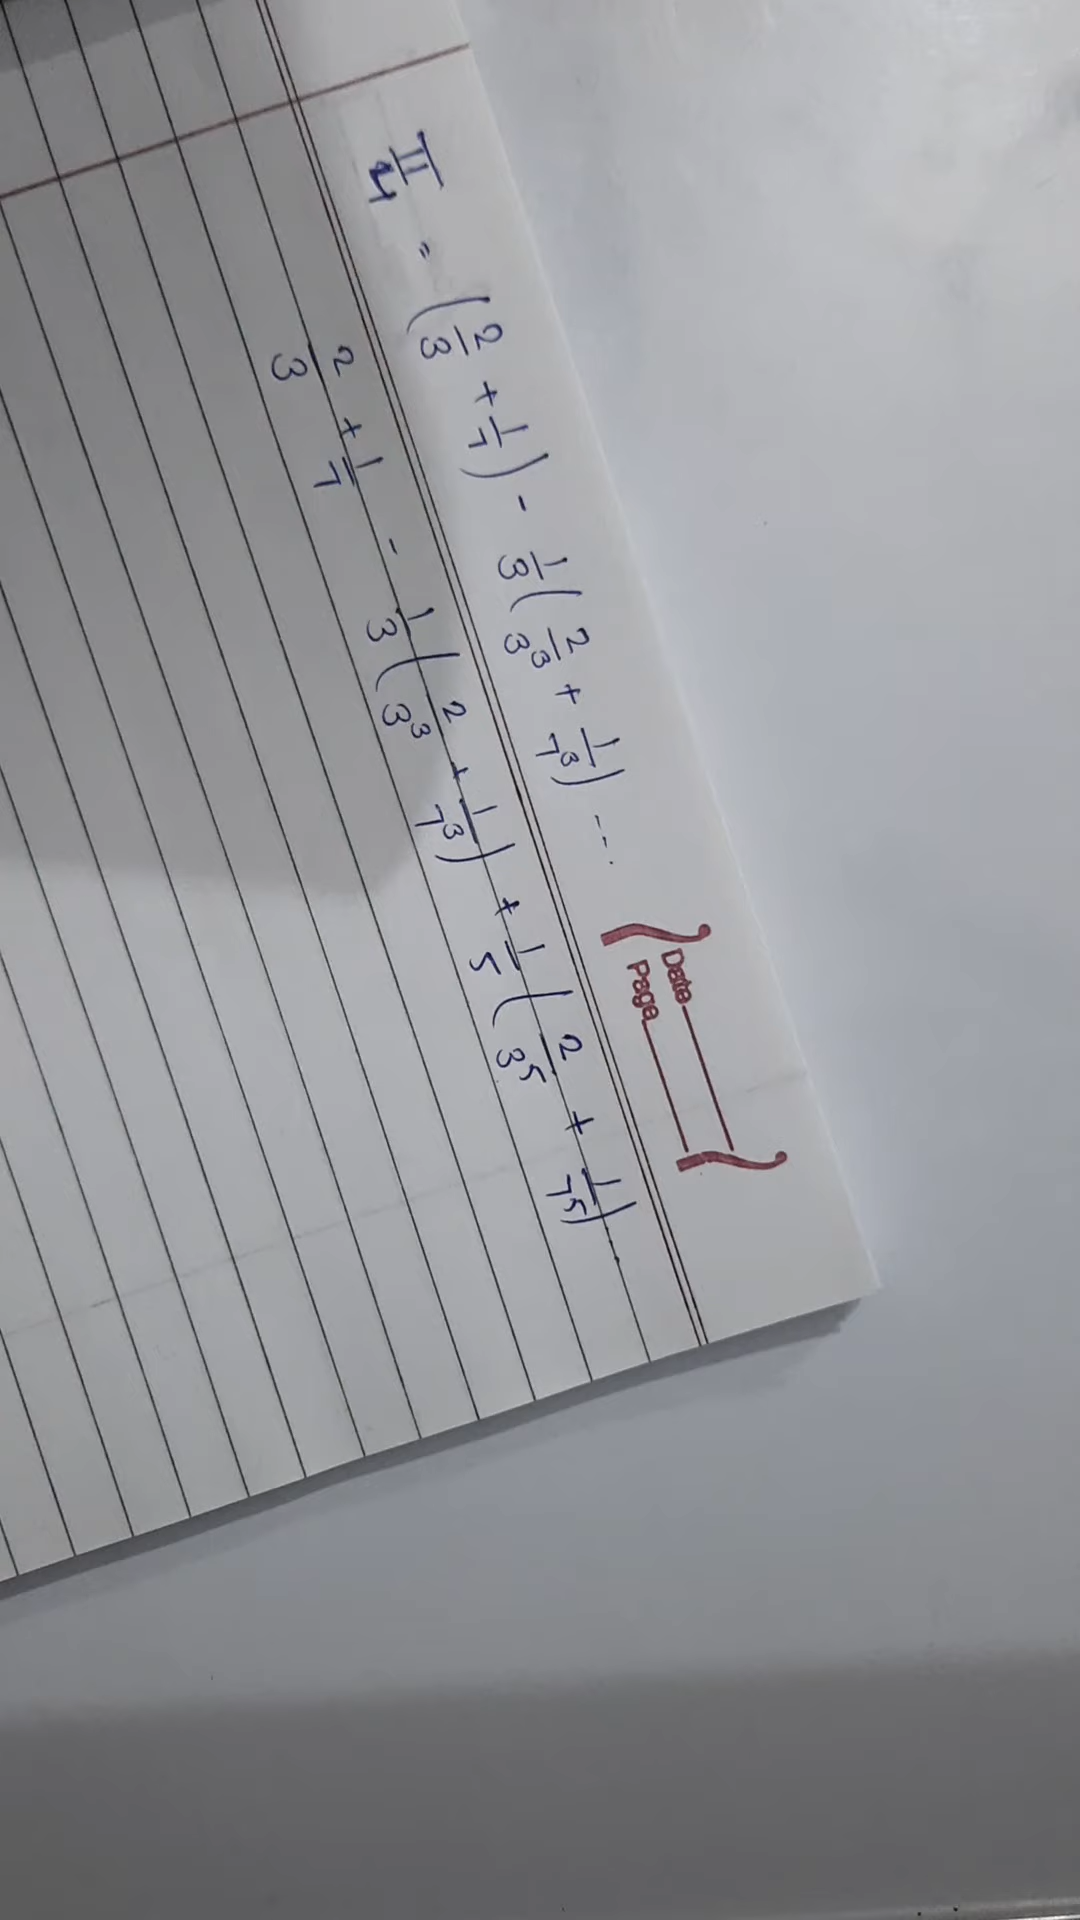 Date
Page
π/4 = (2/3 + 1/7) - 1/3(2/3³ + 1/7³) ---.
2/3 + 1/7 - 1/3(2/3³ + 1/7³) + 1/5(2/3⁵ + 1/7⁵)...